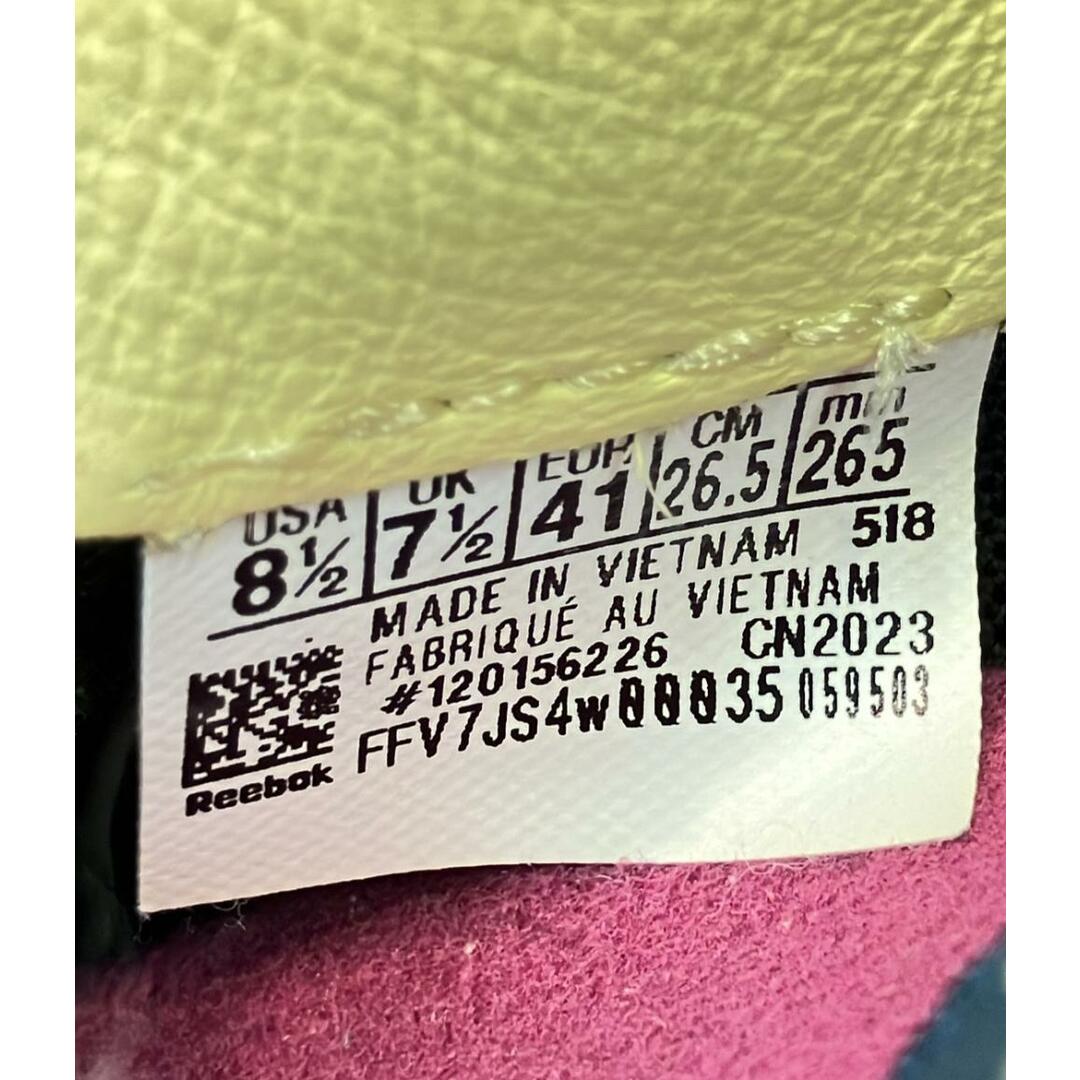 USA UK EUR CM mm
8½ 7½ 41 26.5 265
MADE IN VIETNAM 518
FABRIQUÉ AU VIETNAM
#120156226 CN2023
FFV7JS4W00035 059503
Reebok